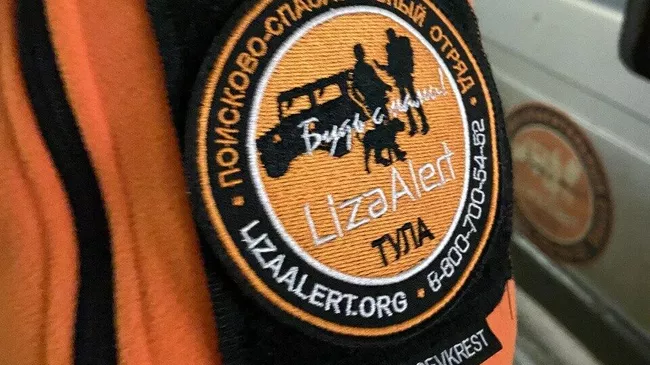 ПОИСКОВО-СПАСАТЕЛЬНЫЙ ОТРЯД
Будь с нами!
LizaAlert
ТУЛА
LIZAALERT.ORG • 8-800-700-54-52